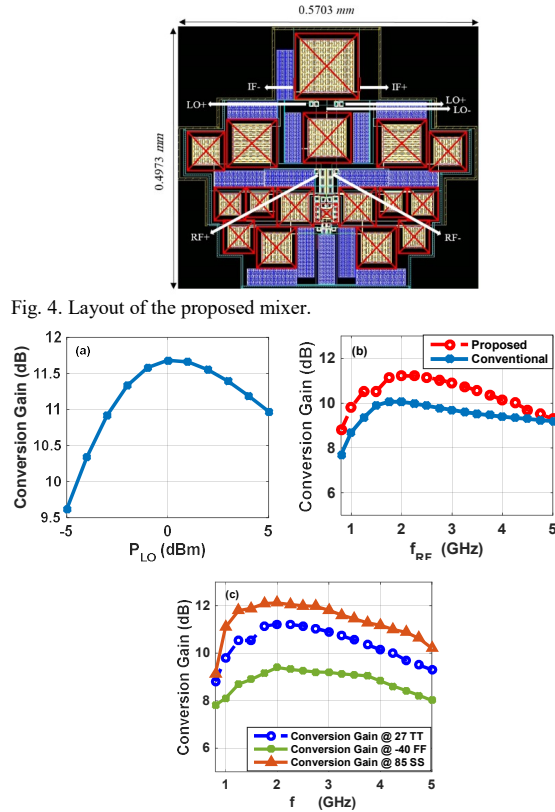 0.5703 mm
IF- IF+
LO+ LO+
LO-
0.4973 mm
RF+ RF-
Fig. 4. Layout of the proposed mixer.
(a)
Conversion Gain (dB)
12
11.5
11
10.5
10
9.5
-5 0 5
P_LO (dBm)
(b)
Proposed
Conventional
Conversion Gain (dB)
12
10
8
6
1 2 3 4 5
f_RF (GHz)
(c)
Conversion Gain (dB)
12
10
8
6
Conversion Gain @ 27 TT
Conversion Gain @ -40 FF
Conversion Gain @ 85 SS
1 2 3 4 5
f (GHz)